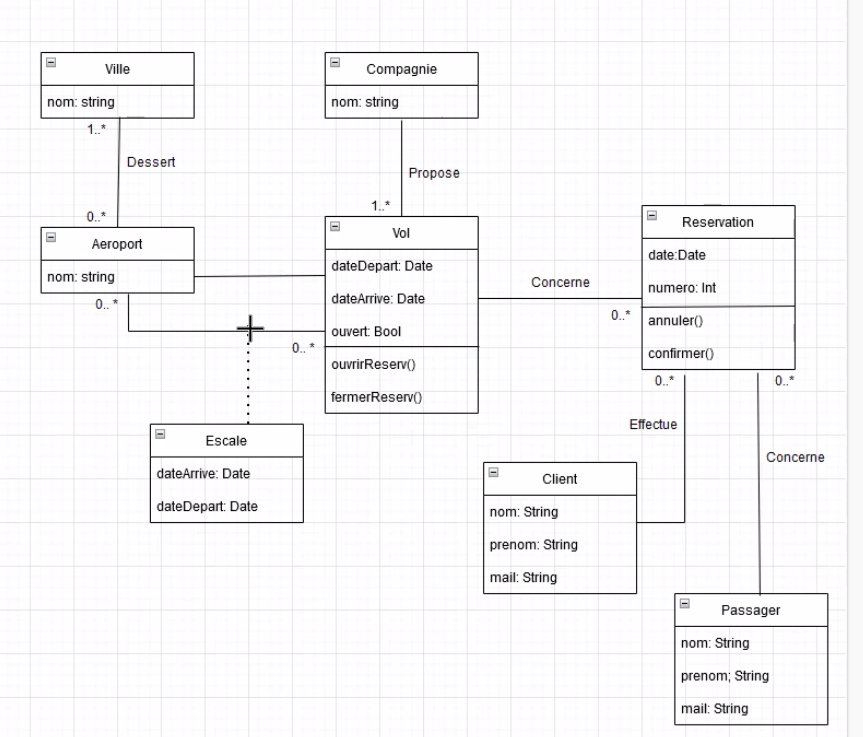 Ville
nom: string
1..*
Dessert
0..*
Aeroport
nom: string
0.. *
Compagnie
nom: string
Propose
1..*
Vol
dateDepart: Date
dateArrive: Date
ouvert: Bool
ouvrirReserv()
fermerReserv()
0.. *
Escale
dateArrive: Date
dateDepart: Date
Concerne
0..*
Reservation
date:Date
numero: Int
annuler()
confirmer()
0..*
0..*
Effectue
Concerne
Client
nom: String
prenom: String
mail: String
Passager
nom: String
prenom; String
mail: String